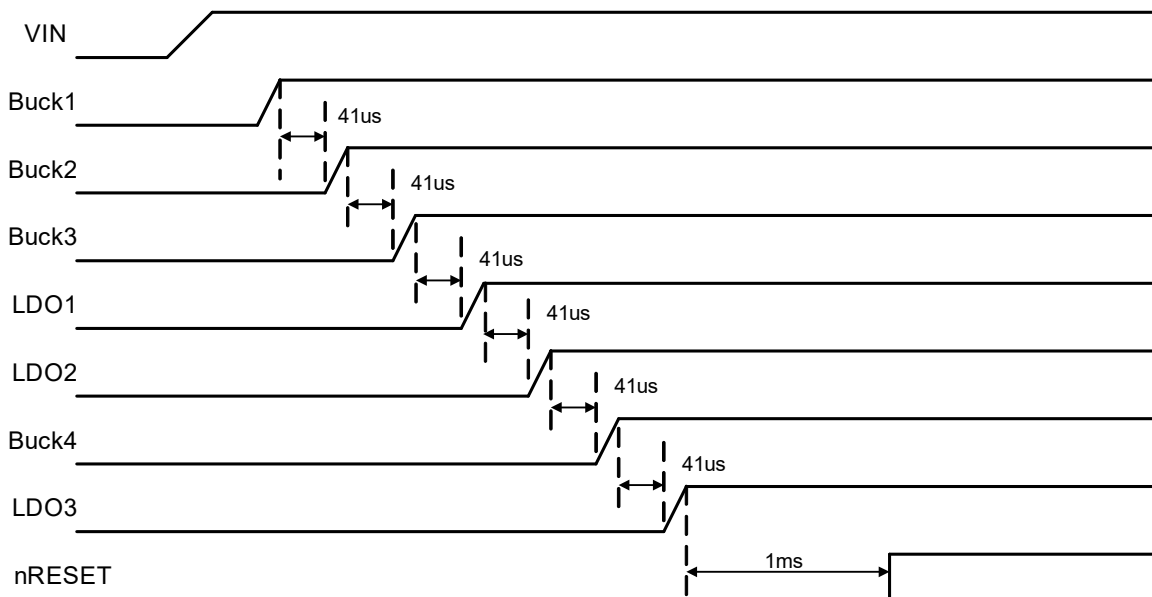 VIN
Buck1
41us
Buck2
41us
Buck3
41us
LDO1
41us
LDO2
41us
Buck4
41us
LDO3
1ms
nRESET